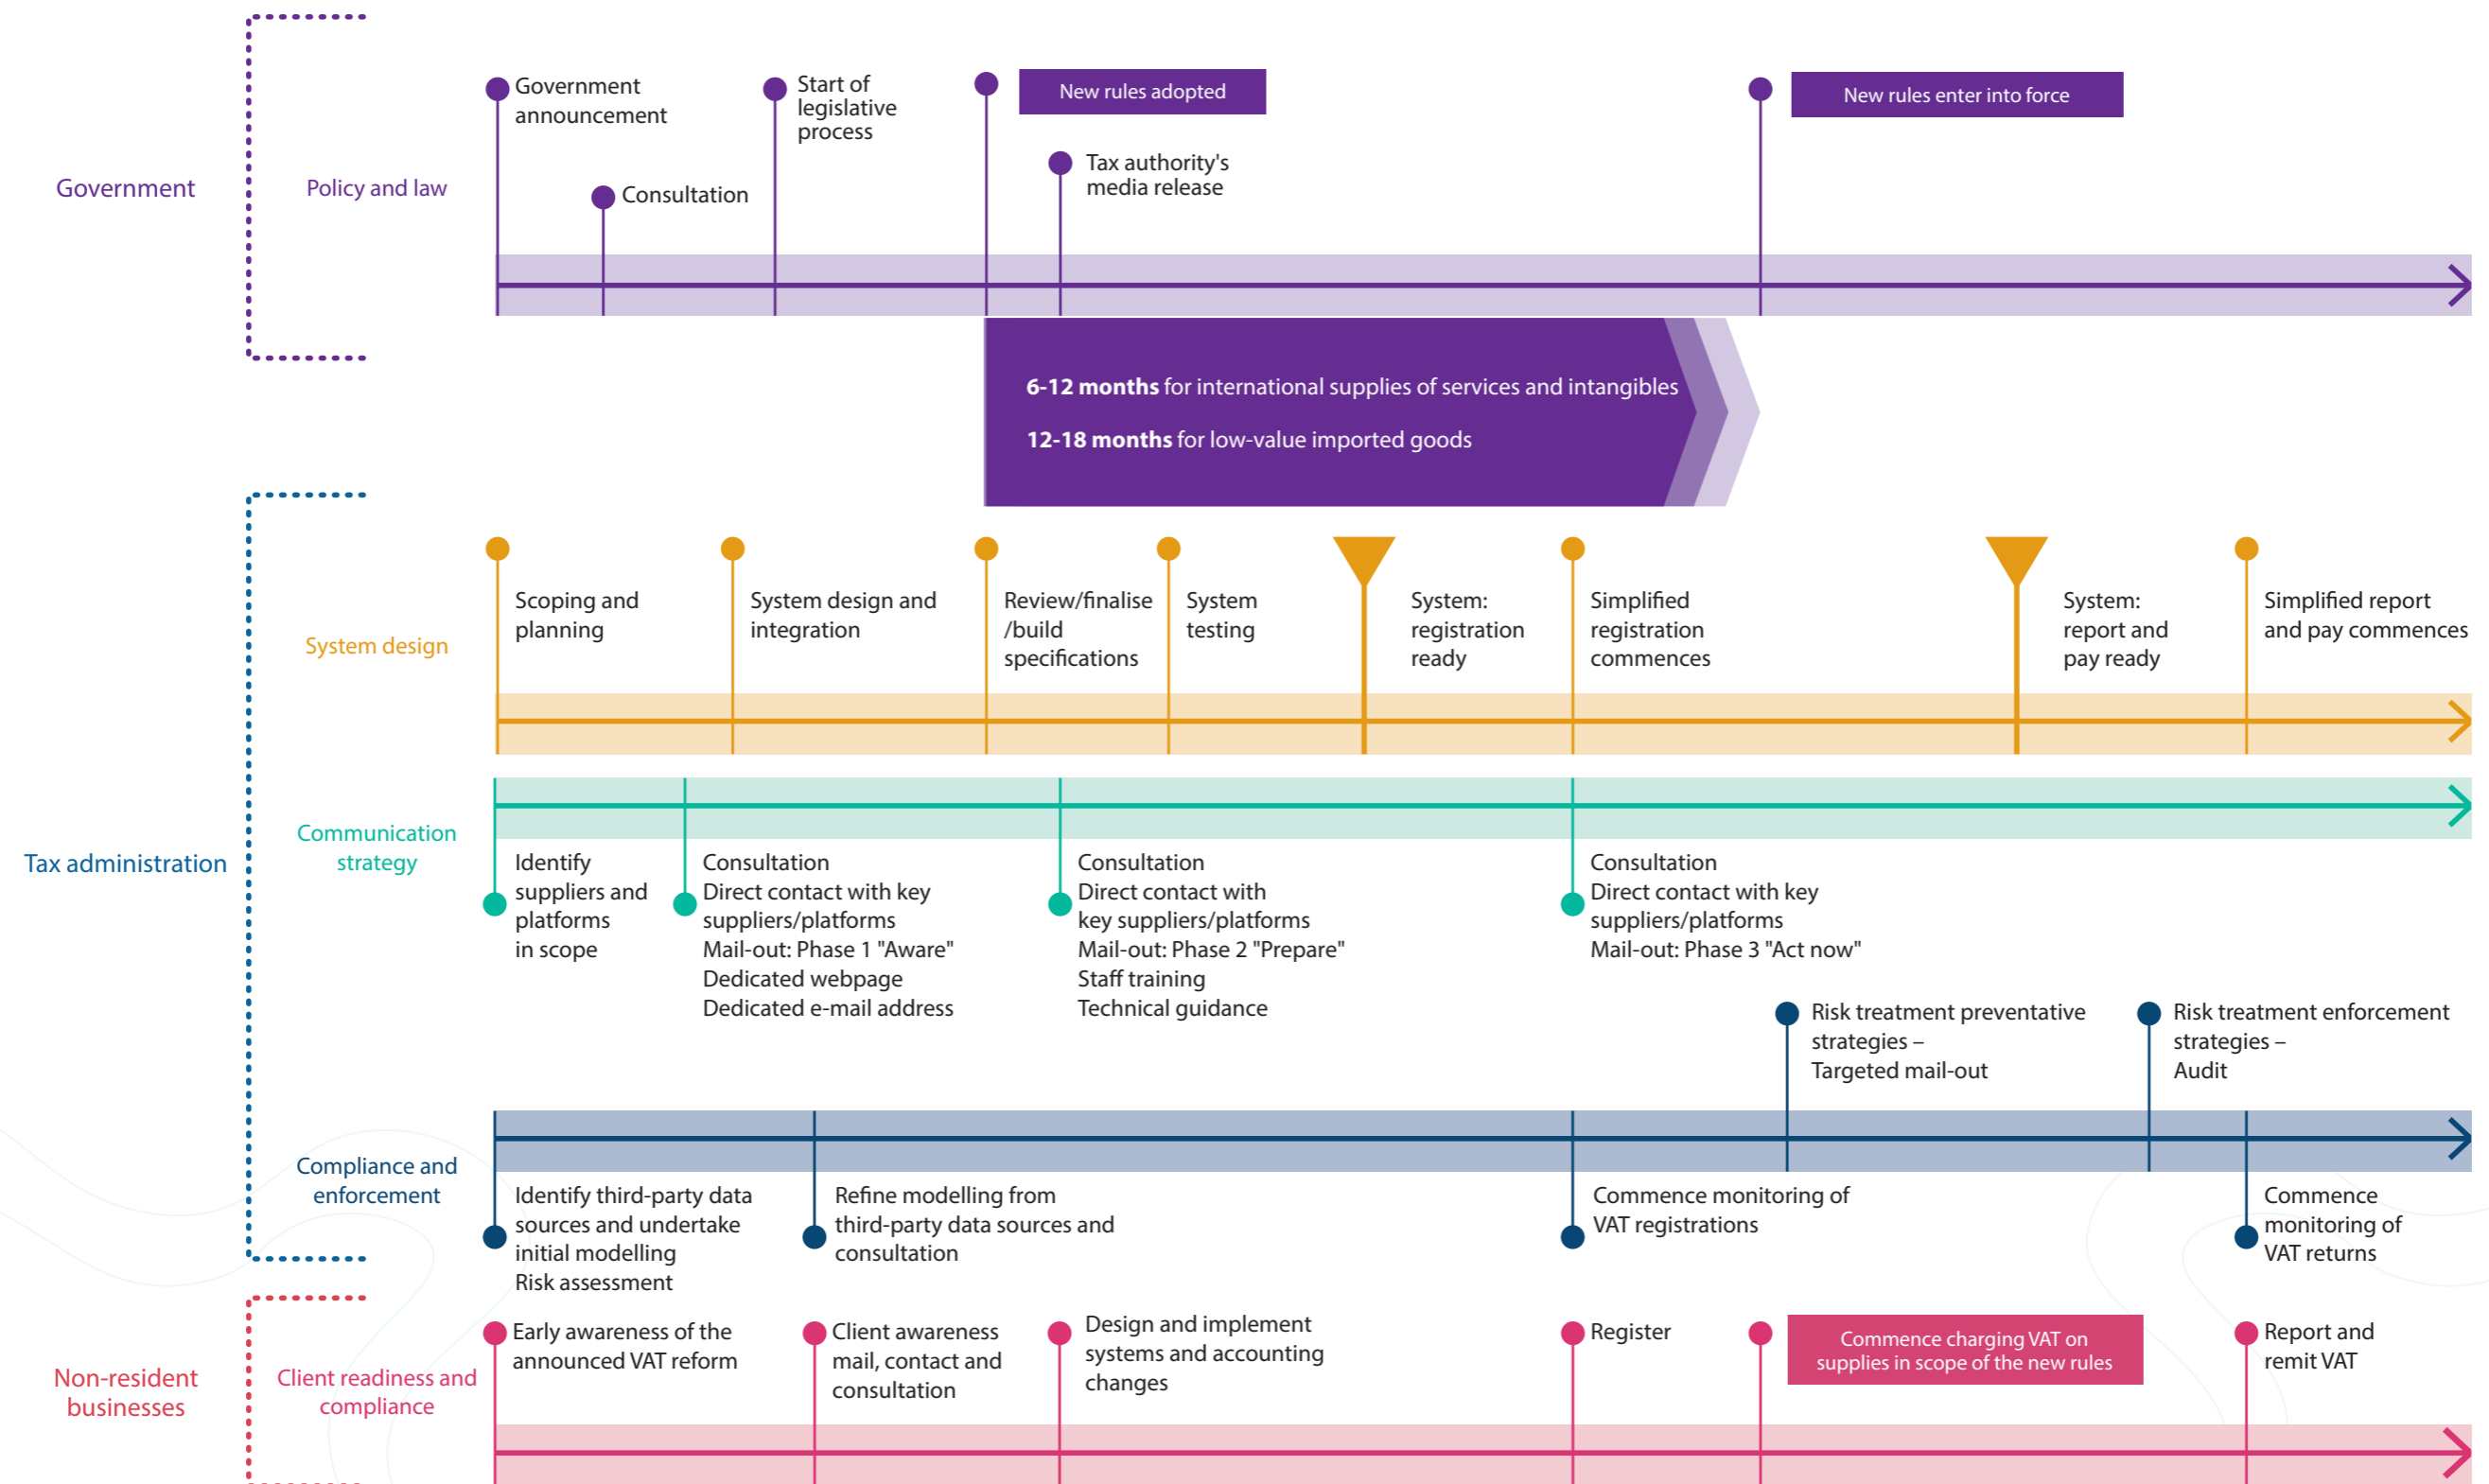 Government
Policy and law
Government
announcement
Consultation
Start of
legislative
process
New rules adopted
Tax authority's
media release
New rules enter into force
6-12 months for international supplies of services and intangibles
12-18 months for low-value imported goods
Tax administration
System design
Scoping and
planning
System design and
integration
Review/finalise
/build
specifications
System
testing
System:
registration
ready
Simplified
registration
commences
System:
report and
pay ready
Simplified report
and pay commences
Communication
strategy
Identify
suppliers and
platforms
in scope
Consultation
Direct contact with key
suppliers/platforms
Mail-out: Phase 1 "Aware"
Dedicated webpage
Dedicated e-mail address
Consultation
Direct contact with
key suppliers/platforms
Mail-out: Phase 2 "Prepare"
Staff training
Technical guidance
Consultation
Direct contact with key
suppliers/platforms
Mail-out: Phase 3 "Act now"
Compliance and
enforcement
Risk treatment preventative
strategies –
Targeted mail-out
Risk treatment enforcement
strategies –
Audit
Identify third-party data
sources and undertake
initial modelling
Risk assessment
Refine modelling from
third-party data sources and
consultation
Commence monitoring of
VAT registrations
Commence
monitoring of
VAT returns
Non-resident
businesses
Client readiness and
compliance
Early awareness of the
announced VAT reform
Client awareness
mail, contact and
consultation
Design and implement
systems and accounting
changes
Register
Commence charging VAT on
supplies in scope of the new rules
Report and
remit VAT